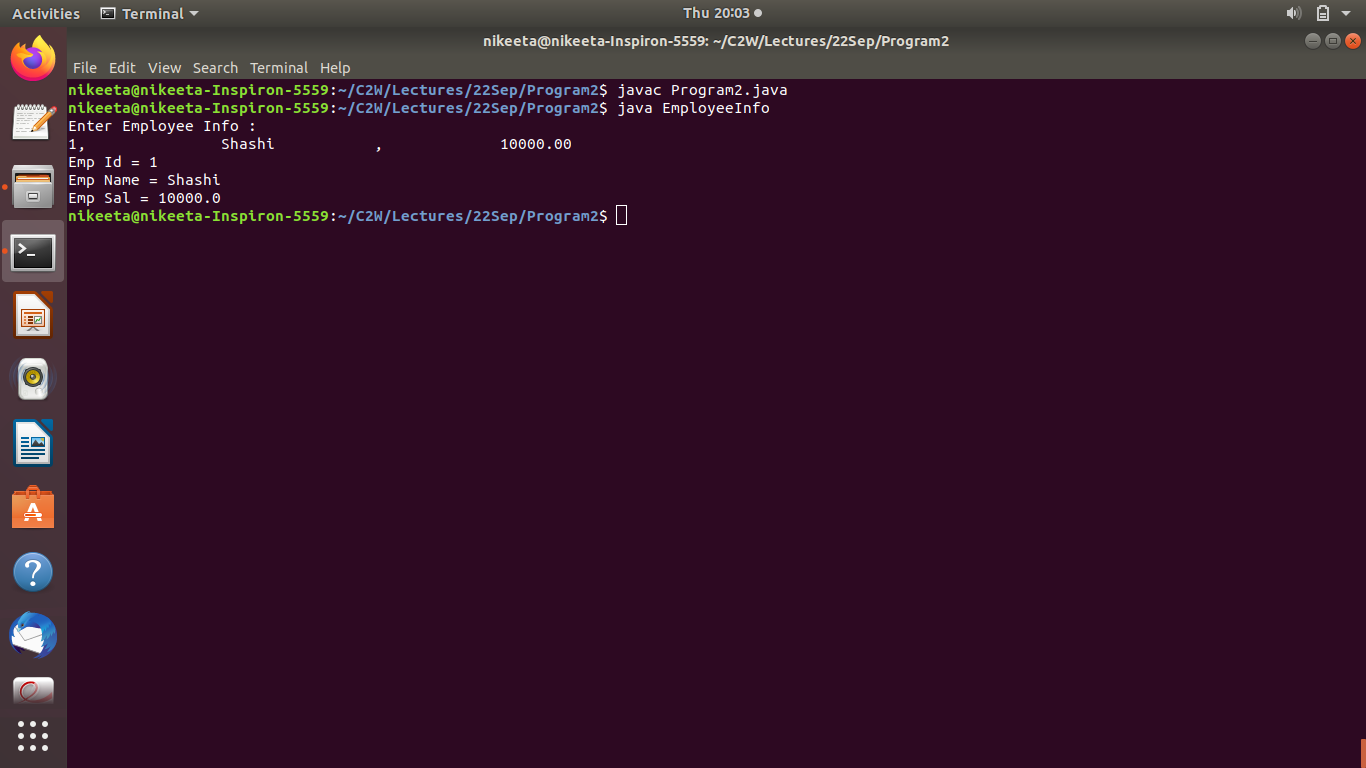 Activities Terminal Thu 20:03
nikeeta@nikeeta-Inspiron-5559: ~/C2W/Lectures/22Sep/Program2
File Edit View Search Terminal Help
nikeeta@nikeeta-Inspiron-5559:~/C2W/Lectures/22Sep/Program2$ javac Program2.java
nikeeta@nikeeta-Inspiron-5559:~/C2W/Lectures/22Sep/Program2$ java EmployeeInfo
Enter Employee Info :
1,               Shashi           ,             10000.00
Emp Id = 1
Emp Name = Shashi
Emp Sal = 10000.0
nikeeta@nikeeta-Inspiron-5559:~/C2W/Lectures/22Sep/Program2$